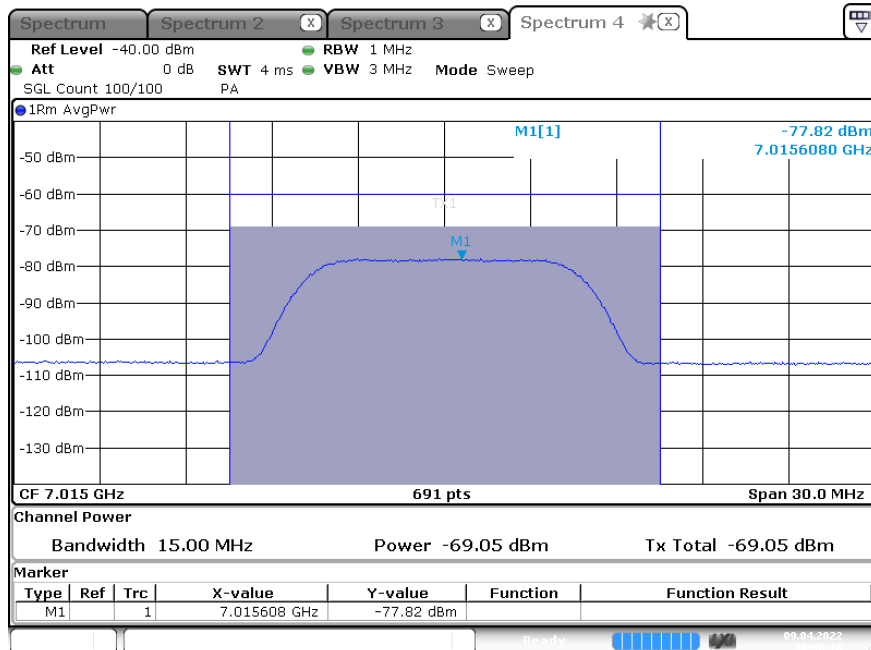 Spectrum Spectrum 2 X Spectrum 3 X Spectrum 4 X
Ref Level -40.00 dBm RBW 1 MHz
Att 0 dB SWT 4 ms VBW 3 MHz Mode Sweep
SGL Count 100/100 PA
1Rm AvgPwr
M1[1] -77.82 dBm
7.0156080 GHz
-50 dBm
-60 dBm
TX1
-70 dBm
M1
-80 dBm
-90 dBm
-100 dBm
-110 dBm
-120 dBm
-130 dBm
CF 7.015 GHz 691 pts Span 30.0 MHz
Channel Power
Bandwidth 15.00 MHz Power -69.05 dBm Tx Total -69.05 dBm
Marker
Type Ref Trc X-value Y-value Function Function Result
M1 1 7.015608 GHz -77.82 dBm
Ready 09.04.2022